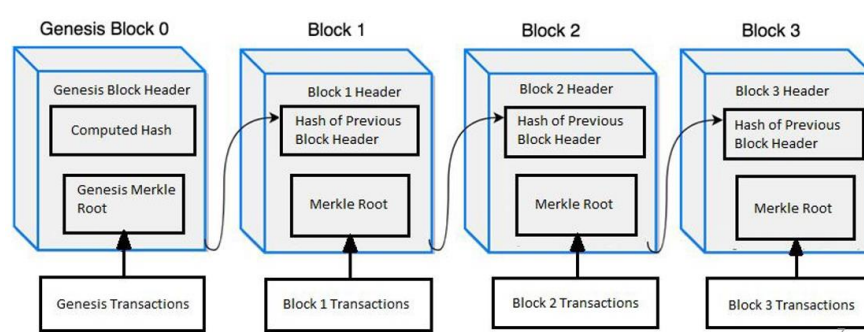 Genesis Block 0
Block 1
Block 2
Block 3
Genesis Block Header
Computed Hash
Genesis Merkle
Root
Genesis Transactions
Block 1 Header
Hash of Previous
Block Header
Merkle Root
Block 1 Transactions
Block 2 Header
Hash of Previous
Block Header
Merkle Root
Block 2 Transactions
Block 3 Header
Hash of Previous
Block Header
Merkle Root
Block 3 Transactions